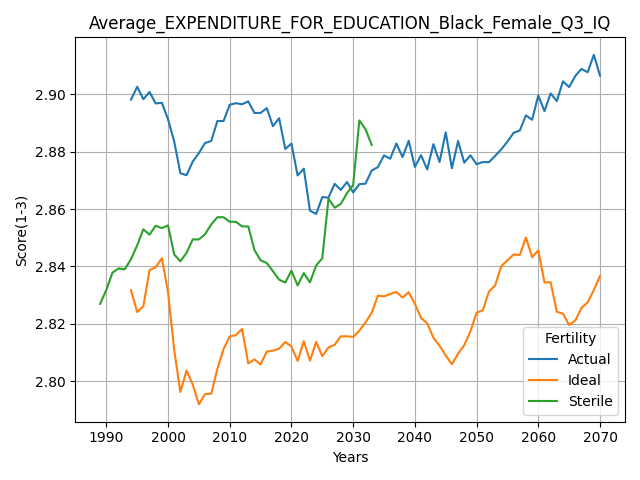 Average_EXPENDITURE_FOR_EDUCATION_Black_Female_Q3_IQ
Score(1-3)
2.90
2.88
2.86
2.84
2.82
2.80
Fertility
Actual
Ideal
Sterile
1990 2000 2010 2020 2030 2040 2050 2060 2070
Years